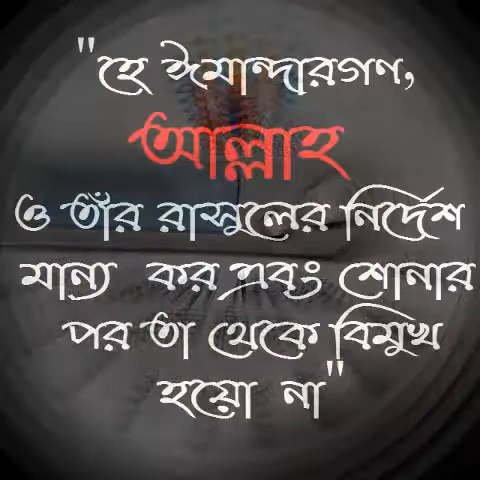 "হে ঈমান্দারগণ,
আল্লাহ
ও তাঁর রাসুলের নির্দেশ
মান্য কর এবং শোনার
পর তা থেকে বিমুখ
হয়ো না"